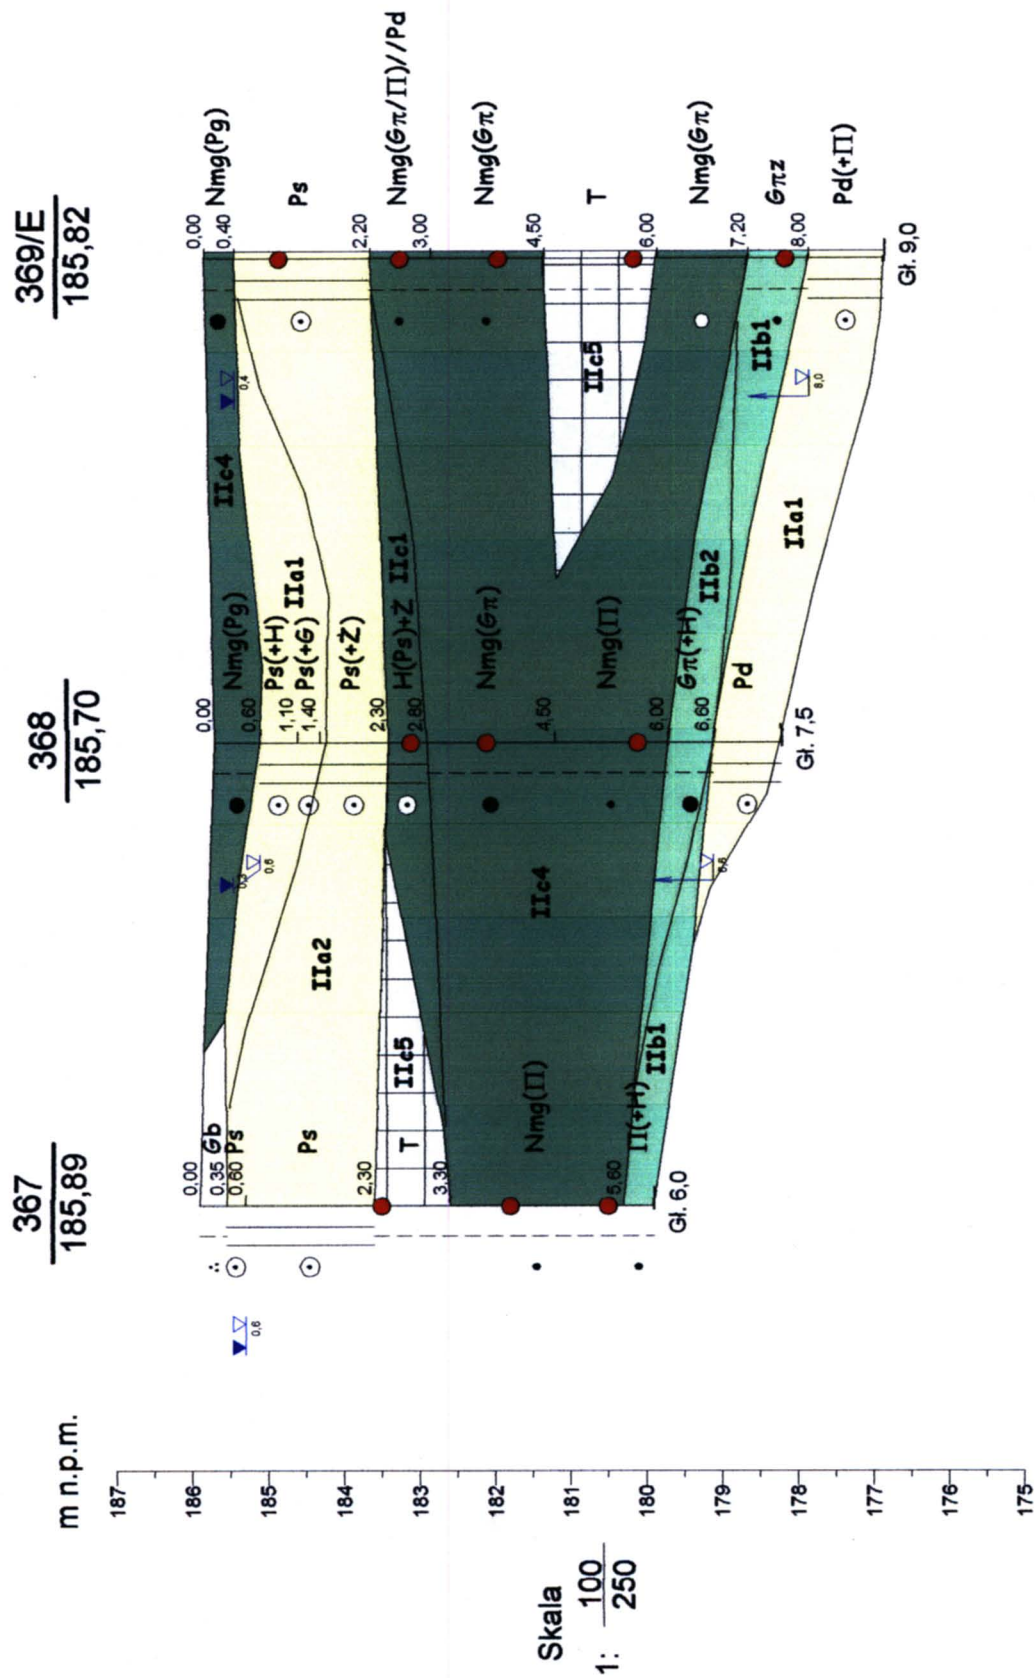 367
185,89
368
185,70
369/E
185,82
m n.p.m.
187
186
185
184
183
182
181
180
179
178
177
176
175
Skala
1:
100
250
0,6
0,00
Gb
0,35
Ps
0,60
Ps
2,30
T
IIc5
3,30
Nmg(Π)
5,60
Π(+H)
IIb1
Gł. 6,0
IIa2
IIc4
0,3
0,6
6,6
0,00
Nmg(Pg)
0,60
Ps(+H)
1,10
Ps(+G)
1,40
IIa1
Ps(+Ż)
2,30
H(Ps)+Ż
IIc1
2,80
Nmg(Gπ)
4,50
Nmg(Π)
6,00
Gπ(+H)
IIb2
6,60
Pd
Gł. 7,5
IIc4
0,4
IIc5
IIb1
8,0
IIa1
0,00
Nmg(Pg)
0,40
Ps
2,20
Nmg(Gπ/Π)//Pd
3,00
Nmg(Gπ)
4,50
T
6,00
Nmg(Gπ)
7,20
Gπz
8,00
Pd(+Π)
Gł. 9,0